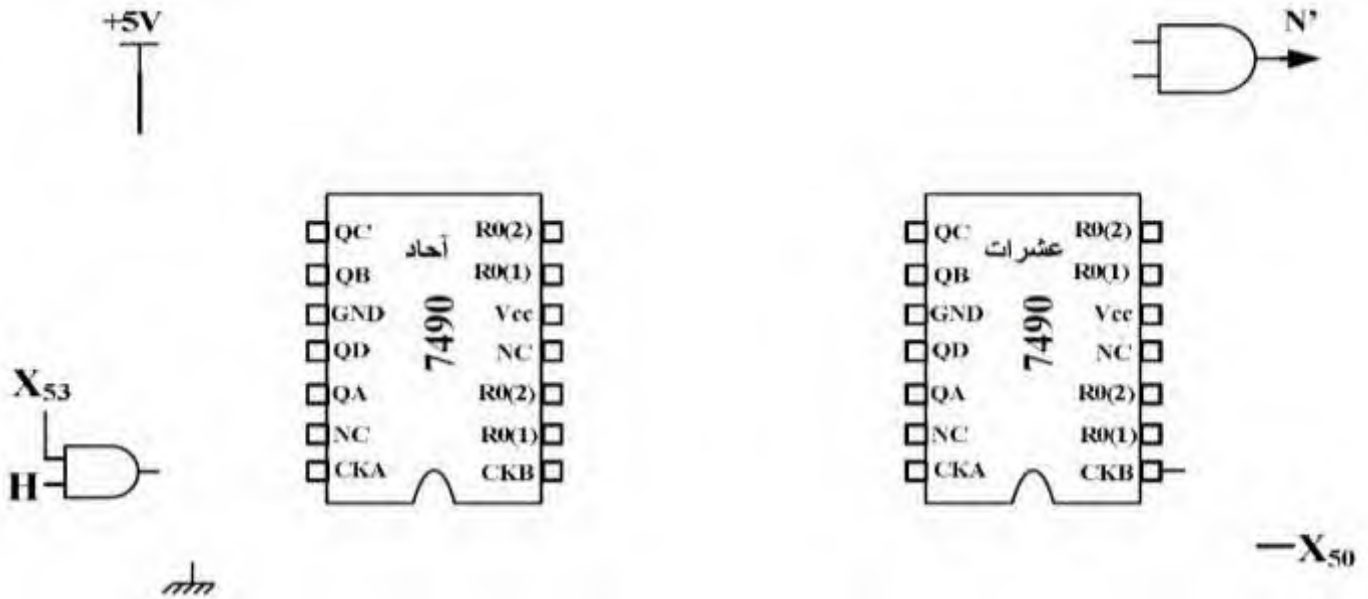 +5V
N'
QC آحاد R0(2)
QB R0(1)
GND Vcc
7490
QD NC
QA R0(2)
NC R0(1)
CKA CKB
QC عشرات R0(2)
QB R0(1)
GND Vcc
7490
QD NC
QA R0(2)
NC R0(1)
CKA CKB
X53
H
X50